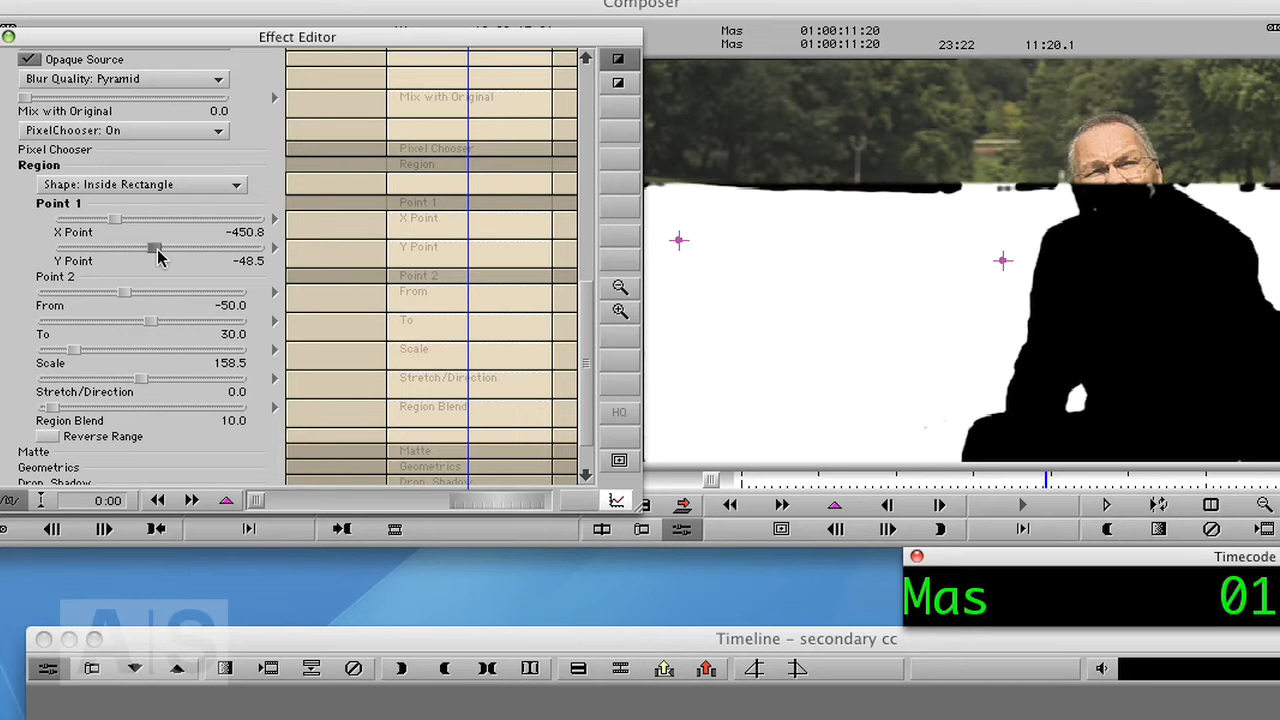 Composer
Effect Editor
Mas 01:00:11:20
Mas 01:00:11:20 23:22 11:20.1
Opaque Source
Blur Quality: Pyramid
Mix with Original 0.0
PixelChooser: On
Pixel Chooser
Region
Shape: Inside Rectangle
Point 1
X Point -450.8
Y Point -48.5
Point 2
From -50.0
To 30.0
Scale 158.5
Stretch/Direction 0.0
Region Blend 10.0
Reverse Range
Matte
Geometrics
Drop Shadow
Mix with Original
Pixel Chooser
Region
Point 1
X Point
Y Point
Point 2
From
To
Scale
Stretch/Direction
Region Blend
Matte
Geometrics
Drop Shadow
HQ
0:00
Timecode
Mas 01
A|S
Timeline - secondary cc